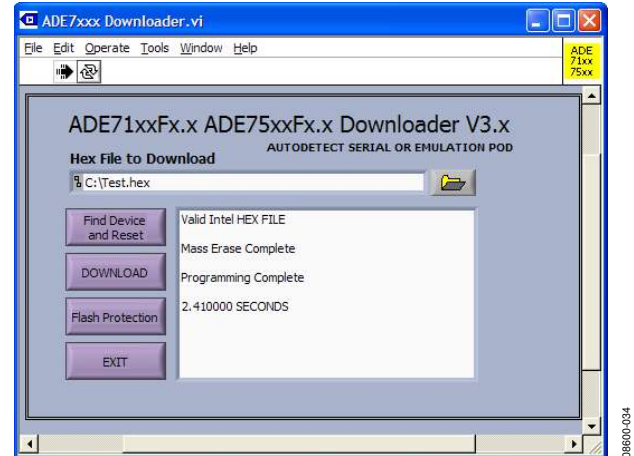 ADE7xxx Downloader.vi
File Edit Operate Tools Window Help
ADE
71xx
75xx
ADE71xxFx.x ADE75xxFx.x Downloader V3.x
AUTODETECT SERIAL OR EMULATION POD
Hex File to Download
C:\Test.hex
Find Device
and Reset
DOWNLOAD
Flash Protection
EXIT
Valid Intel HEX FILE
Mass Erase Complete
Programming Complete
2.410000 SECONDS
08600-034